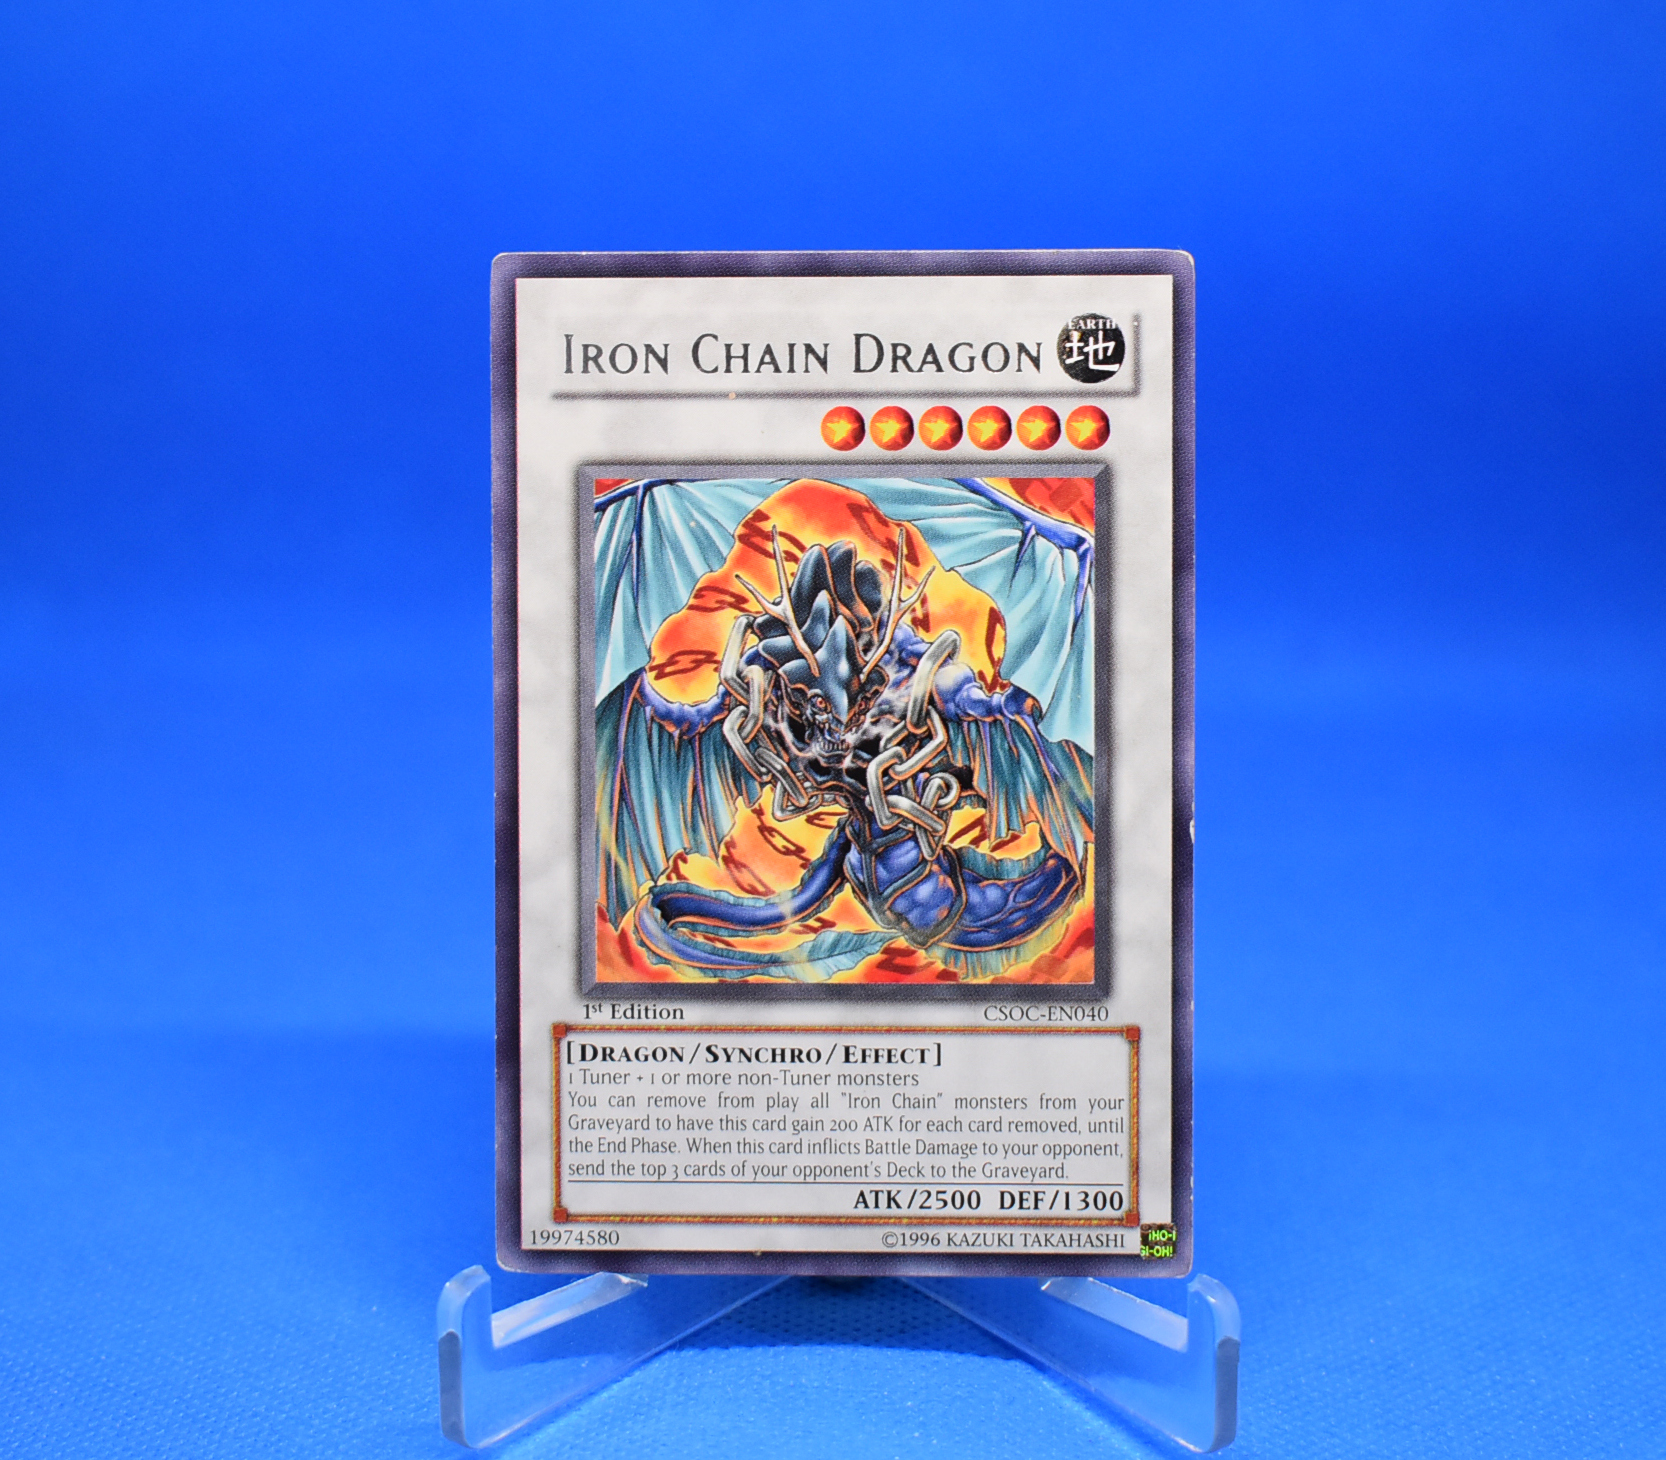 Iron Chain Dragon
EARTH
地
1st Edition
CSOC-EN040
[Dragon/Synchro/Effect]
1 Tuner + 1 or more non-Tuner monsters
You can remove from play all "Iron Chain" monsters from your
Graveyard to have this card gain 200 ATK for each card removed, until
the End Phase. When this card inflicts Battle Damage to your opponent,
send the top 3 cards of your opponent's Deck to the Graveyard.
ATK/2500 DEF/1300
19974580
©1996 KAZUKI TAKAHASHI